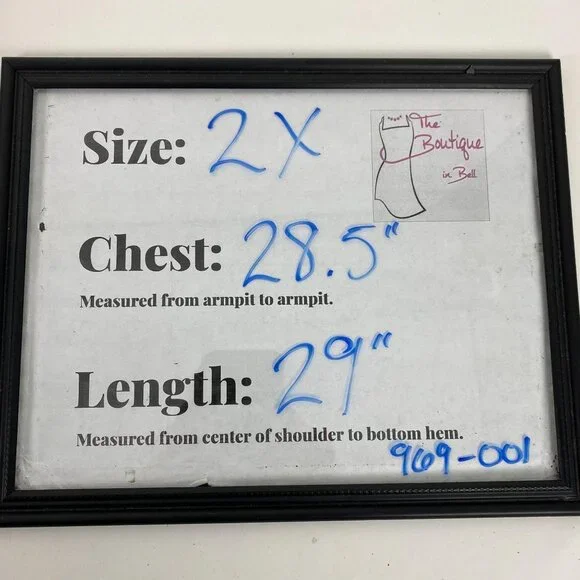 Size: 2X
The
Boutique
in Bell
Chest: 28.5"
Measured from armpit to armpit.
Length: 29"
Measured from center of shoulder to bottom hem.
969-001